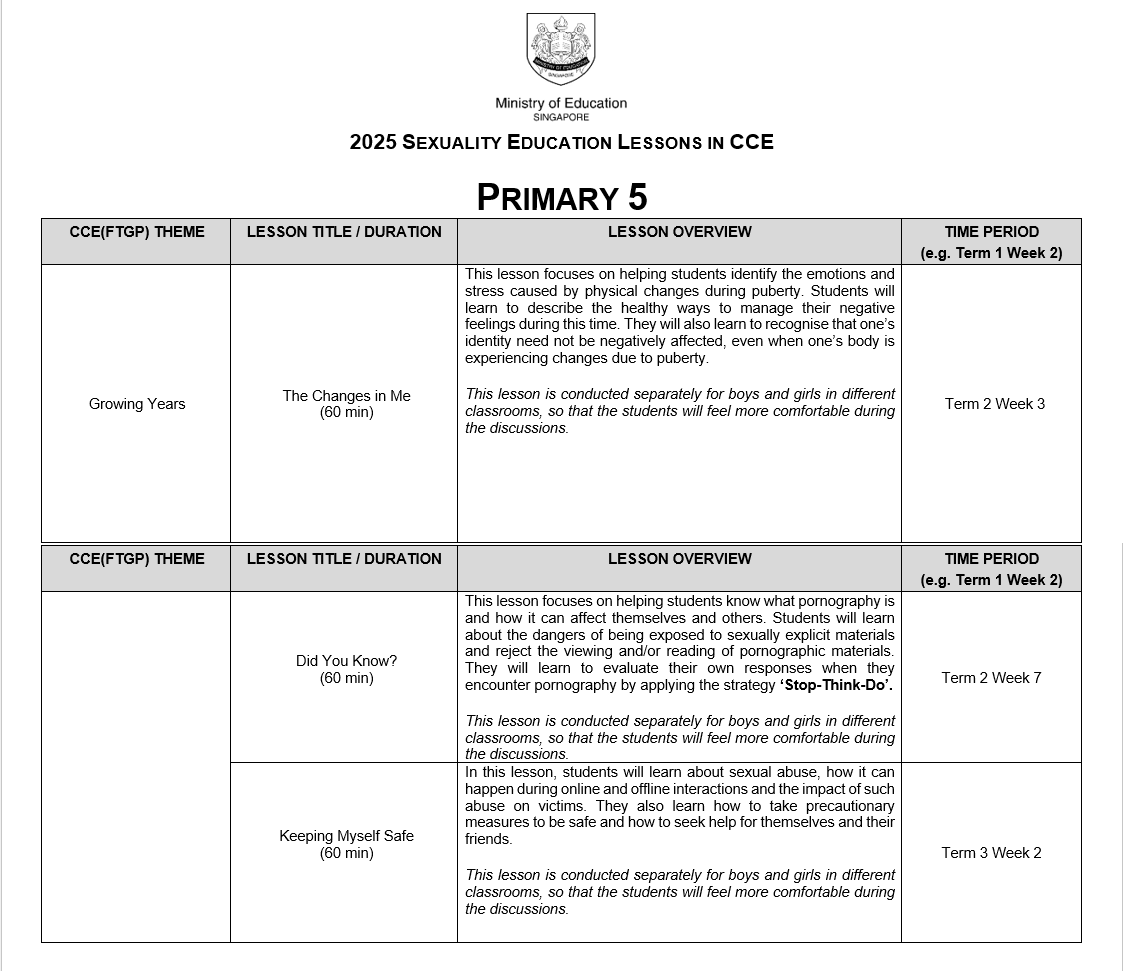 Ministry of Education
SINGAPORE
2025 SEXUALITY EDUCATION LESSONS IN CCE
PRIMARY 5
CCE(FTGP) THEME
LESSON TITLE / DURATION
LESSON OVERVIEW
TIME PERIOD
(e.g. Term 1 Week 2)
Growing Years
The Changes in Me
(60 min)
This lesson focuses on helping students identify the emotions and
stress caused by physical changes during puberty. Students will
learn to describe the healthy ways to manage their negative
feelings during this time. They will also learn to recognise that one's
identity need not be negatively affected, even when one's body is
experiencing changes due to puberty.
This lesson is conducted separately for boys and girls in different
classrooms, so that the students will feel more comfortable during
the discussions.
Term 2 Week 3
CCE(FTGP) THEME
LESSON TITLE / DURATION
LESSON OVERVIEW
TIME PERIOD
(e.g. Term 1 Week 2)
Did You Know?
(60 min)
This lesson focuses on helping students know what pornography is
and how it can affect themselves and others. Students will learn
about the dangers of being exposed to sexually explicit materials
and reject the viewing and/or reading of pornographic materials.
They will learn to evaluate their own responses when they
encounter pornography by applying the strategy 'Stop-Think-Do'.
This lesson is conducted separately for boys and girls in different
classrooms, so that the students will feel more comfortable during
the discussions.
Term 2 Week 7
Keeping Myself Safe
(60 min)
In this lesson, students will learn about sexual abuse, how it can
happen during online and offline interactions and the impact of such
abuse on victims. They also learn how to take precautionary
measures to be safe and how to seek help for themselves and their
friends.
This lesson is conducted separately for boys and girls in different
classrooms, so that the students will feel more comfortable during
the discussions.
Term 3 Week 2